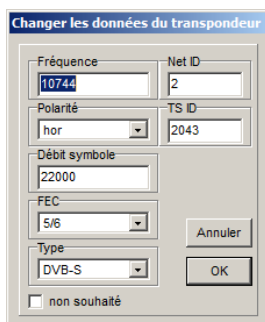 Changer les données du transpondeur
Fréquence
10744
Net ID
2
Polarité
hor
TS ID
2043
Débit symbole
22000
FEC
5/6
Annuler
Type
DVB-S
OK
non souhaité